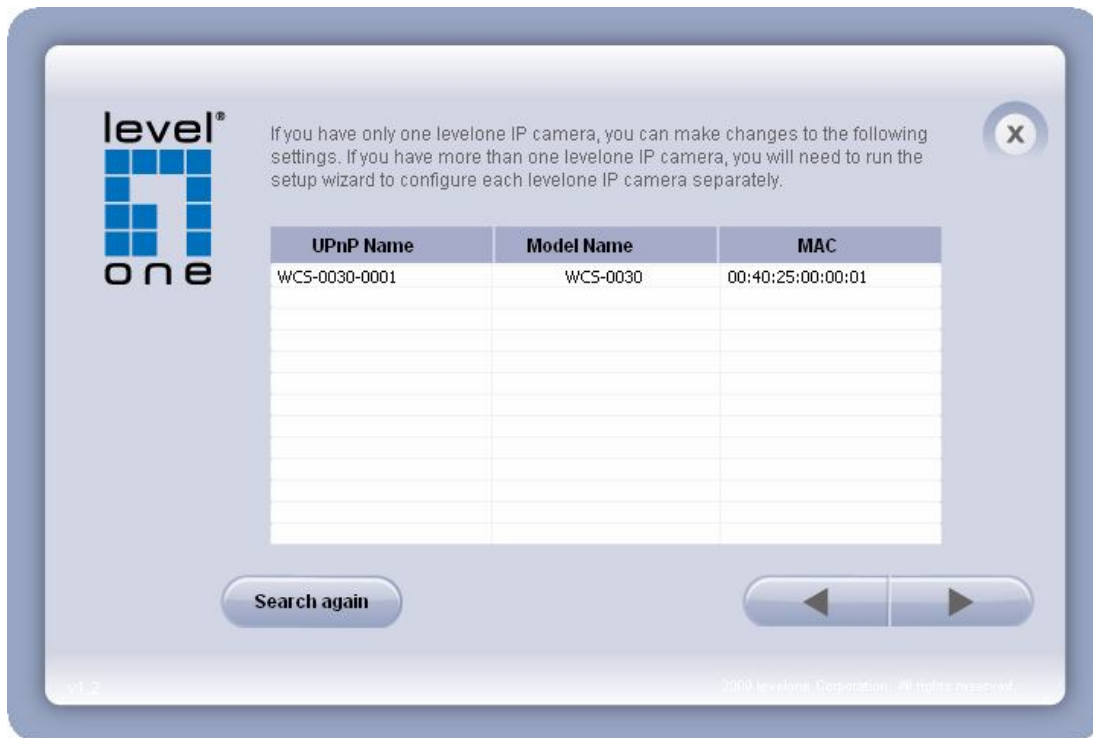 level®
one
If you have only one levelone IP camera, you can make changes to the following
settings. If you have more than one levelone IP camera, you will need to run the
setup wizard to configure each levelone IP camera separately.
X
UPnP Name Model Name MAC
WCS-0030-0001 WCS-0030 00:40:25:00:00:01
Search again
v1.2
2009 levelone Corporation. All rights reserved.